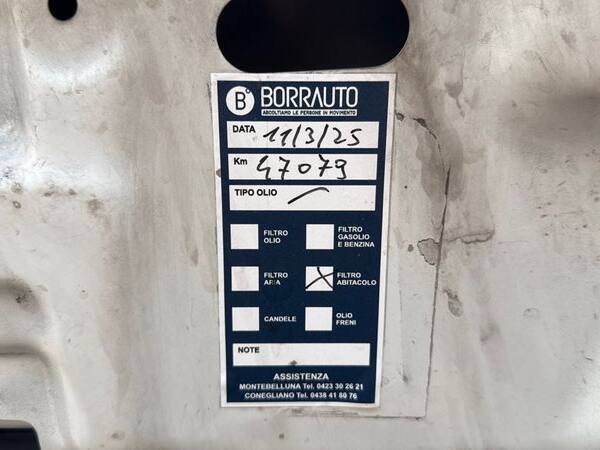 B BORRAUTO
ASCOLTIAMO LE PERSONE IN MOVIMENTO
DATA 11/3/25
Km 47079
TIPO OLIO —
FILTRO OLIO
FILTRO GASOLIO E BENZINA
FILTRO ARIA
FILTRO ABITACOLO
CANDELE
OLIO FRENI
NOTE
ASSISTENZA
MONTEBELLUNA Tel. 0423 30 26 21
CONEGLIANO Tel. 0438 41 80 76